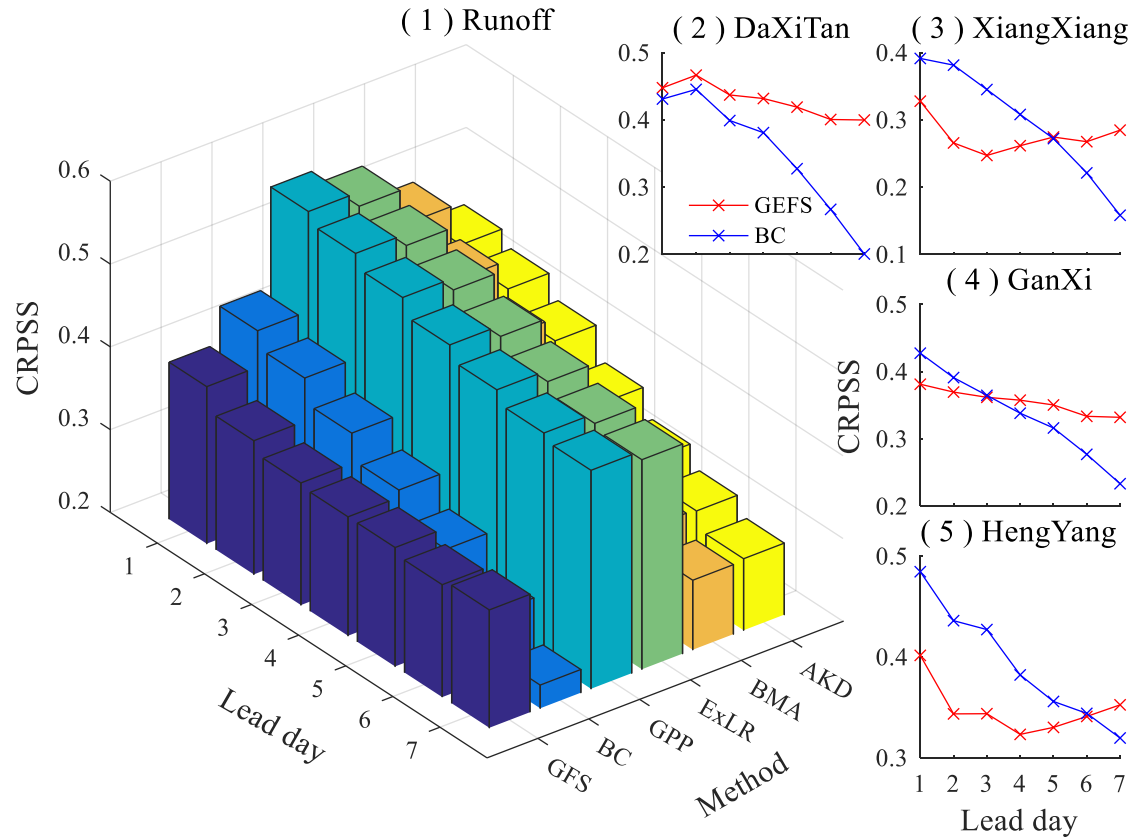 ( 1 ) Runoff
CRPSS
0.6
0.5
0.4
0.3
0.2
1
2
3
4
5
6
7
Lead day
GFS
BC
GPP
ExLR
BMA
AKD
Method
( 2 ) DaXiTan
0.5
0.4
0.3
0.2
GEFS
BC
( 3 ) XiangXiang
0.4
0.3
0.2
0.1
( 4 ) GanXi
CRPSS
0.5
0.4
0.3
0.2
( 5 ) HengYang
0.5
0.4
0.3
1 2 3 4 5 6 7
Lead day